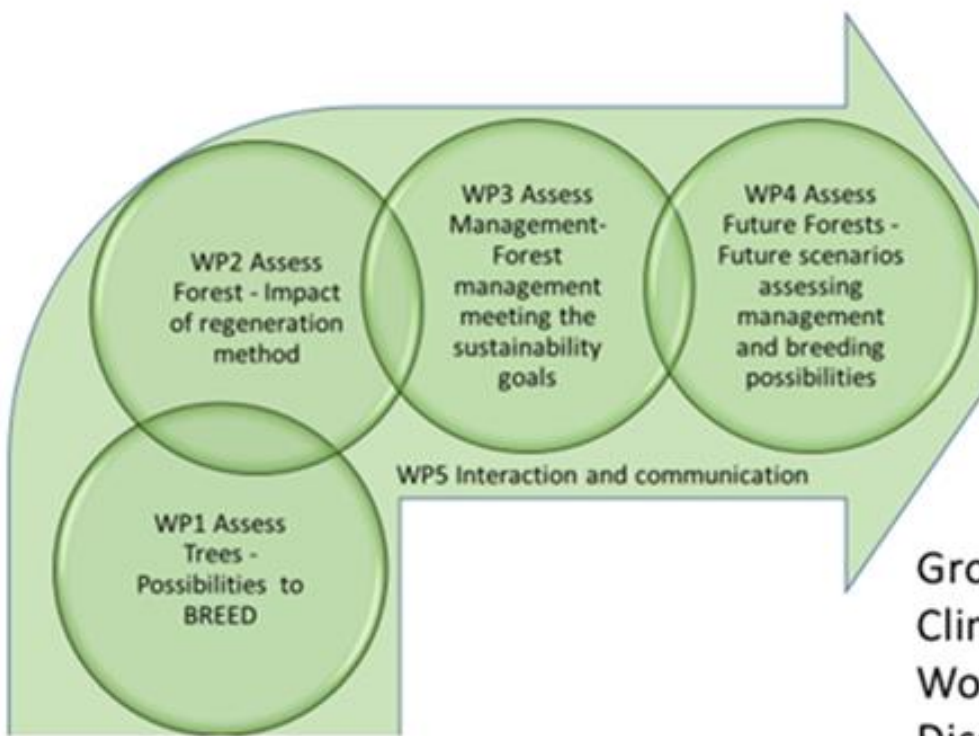 WP2 Assess
Forest - Impact
of regeneration
method
WP3 Assess
Management-
Forest
management
meeting the
sustainability
goals
WP4 Assess
Future Forests -
Future scenarios
assessing
management
and breeding
possibilities
WP5 Interaction and communication
WP1 Assess
Trees -
Possibilities to
BREED
Gro
Clin
Wo